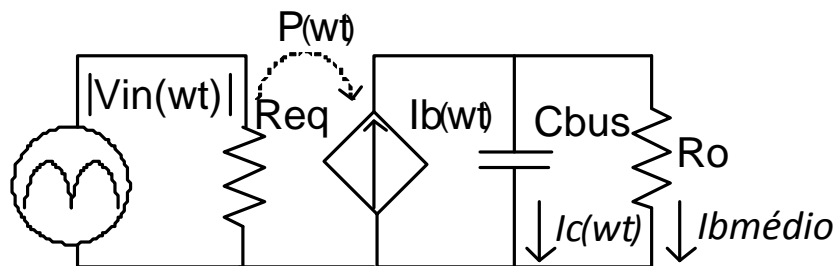 P(wt)
|Vin(wt)|
Req
Ib(wt)
Cbus
Ro
Ic(wt)
Ibmédio